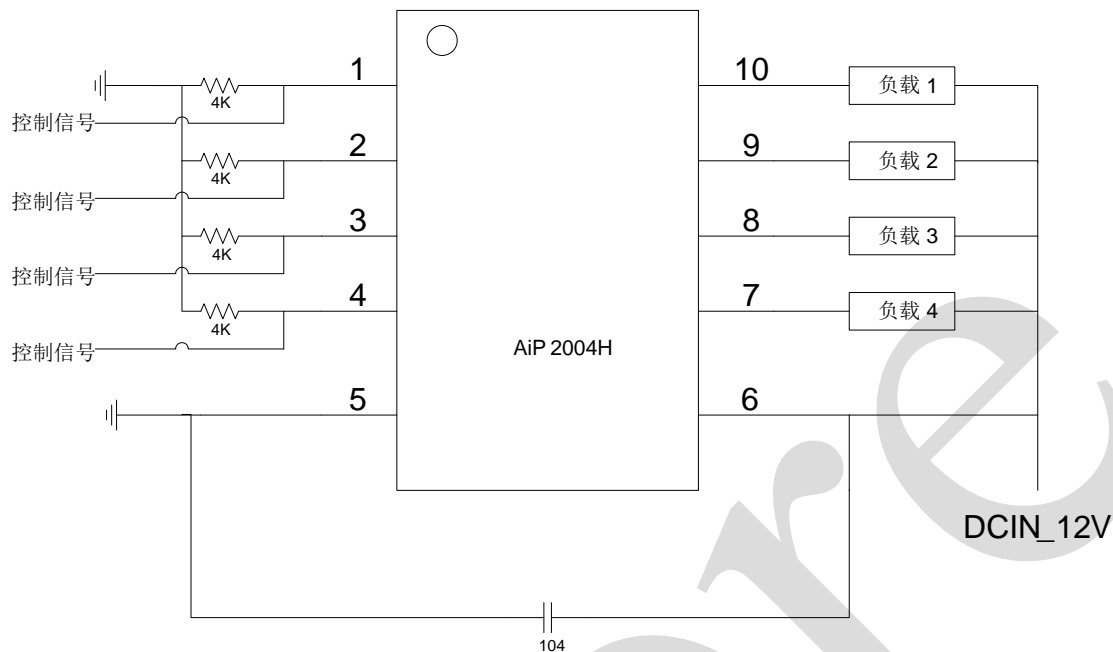 1
10
负载 1
4K
控制信号
2
9
负载 2
4K
控制信号
3
8
负载 3
4K
控制信号
4
7
负载 4
4K
控制信号
AiP 2004H
5
6
DCIN_12V
104
re